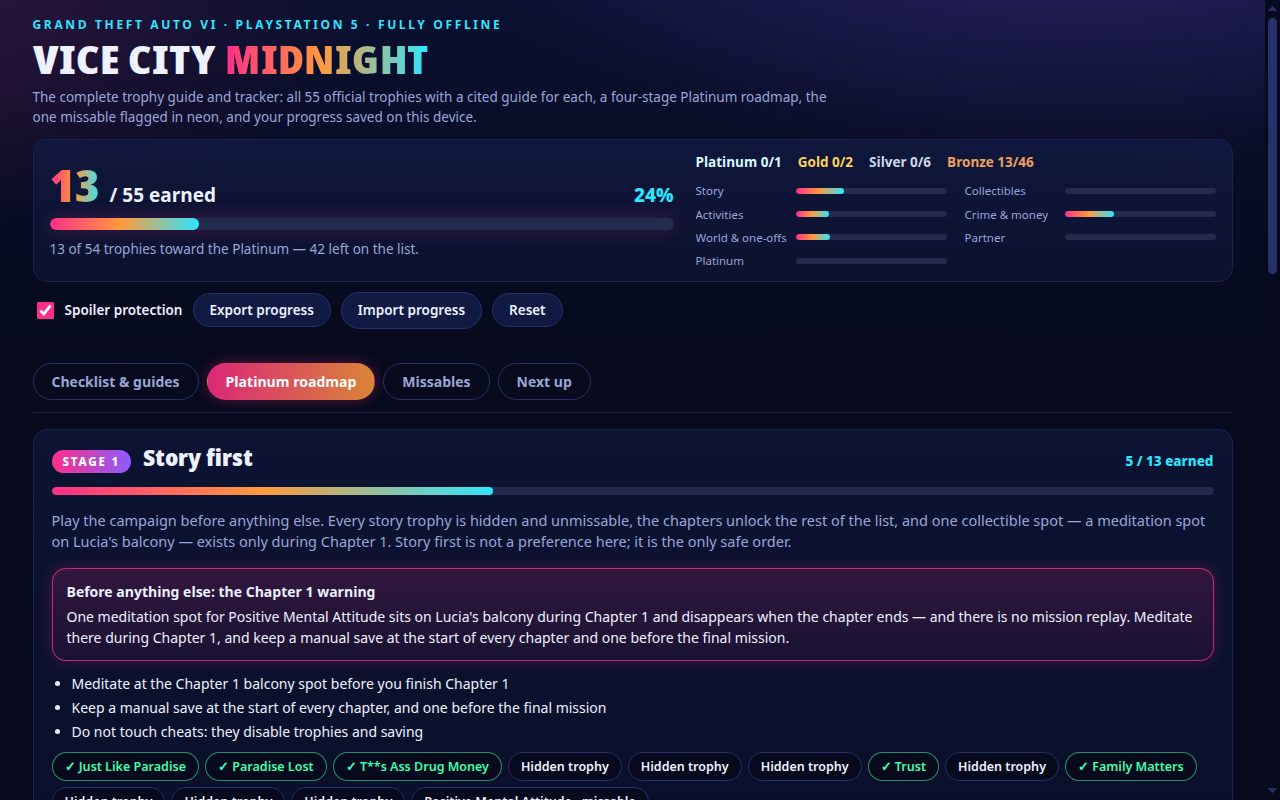 GRAND THEFT AUTO VI · PLAYSTATION 5 · FULLY OFFLINE
VICE CITY MIDNIGHT
The complete trophy guide and tracker: all 55 official trophies with a cited guide for each, a four-stage Platinum roadmap, the
one missable flagged in neon, and your progress saved on this device.
13 / 55 earned
24%
13 of 54 trophies toward the Platinum — 42 left on the list.
Platinum 0/1 Gold 0/2 Silver 0/6 Bronze 13/46
Story
Collectibles
Activities
Crime & money
World & one-offs
Partner
Platinum
Spoiler protection
Export progress
Import progress
Reset
Checklist & guides
Platinum roadmap
Missables
Next up
STAGE 1 Story first
5 / 13 earned
Play the campaign before anything else. Every story trophy is hidden and unmissable, the chapters unlock the rest of the list, and one collectible spot — a meditation spot
on Lucia's balcony — exists only during Chapter 1. Story first is not a preference here; it is the only safe order.
Before anything else: the Chapter 1 warning
One meditation spot for Positive Mental Attitude sits on Lucia's balcony during Chapter 1 and disappears when the chapter ends — and there is no mission replay. Meditate
there during Chapter 1, and keep a manual save at the start of every chapter and one before the final mission.
• Meditate at the Chapter 1 balcony spot before you finish Chapter 1
• Keep a manual save at the start of every chapter, and one before the final mission
• Do not touch cheats: they disable trophies and saving
✓ Just Like Paradise ✓ Paradise Lost ✓ T**s Ass Drug Money Hidden trophy Hidden trophy Hidden trophy ✓ Trust Hidden trophy ✓ Family Matters
Hidden trophy Hidden trophy Hidden trophy Positive Mental Attitude · missable